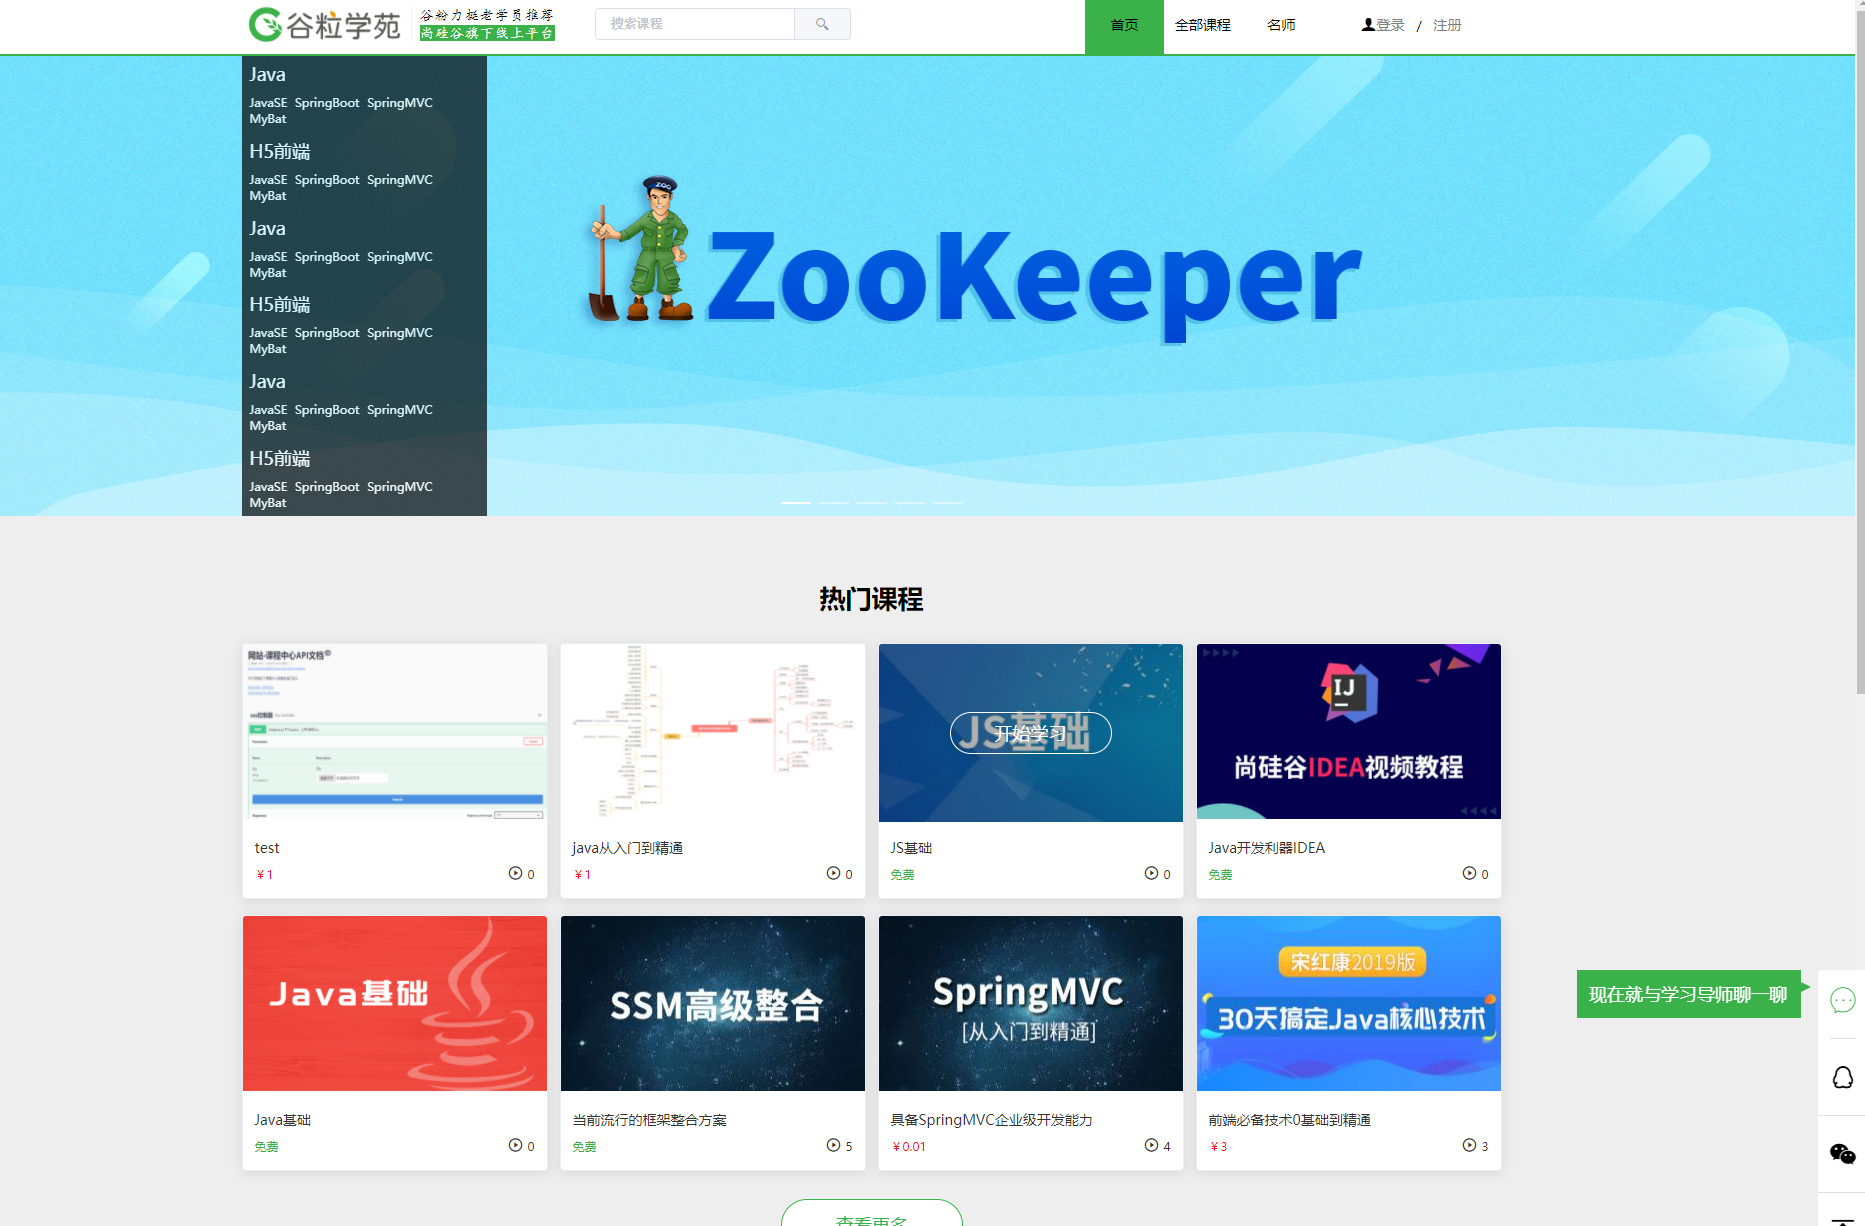 谷粒学苑
谷粉力挺老学员推荐
尚硅谷旗下线上平台
搜索课程
首页 全部课程 名师 登录 / 注册
Java
JavaSE SpringBoot SpringMVC
MyBat
H5前端
JavaSE SpringBoot SpringMVC
MyBat
Java
JavaSE SpringBoot SpringMVC
MyBat
H5前端
JavaSE SpringBoot SpringMVC
MyBat
Java
JavaSE SpringBoot SpringMVC
MyBat
H5前端
JavaSE SpringBoot SpringMVC
MyBat
ZOO
ZooKeeper
热门课程
网站-课程中心API文档
test
¥1 0
java从入门到精通
¥1 0
JS基础
开始学习
JS基础
免费 0
IJ
尚硅谷IDEA视频教程
Java开发利器IDEA
免费 0
Java基础
Java基础
免费 0
SSM高级整合
当前流行的框架整合方案
免费 5
SpringMVC
[从入门到精通]
具备SpringMVC企业级开发能力
¥0.01 4
宋红康2019版
30天搞定Java核心技术
前端必备技术0基础到精通
¥3 3
现在就与学习导师聊一聊
查看更多